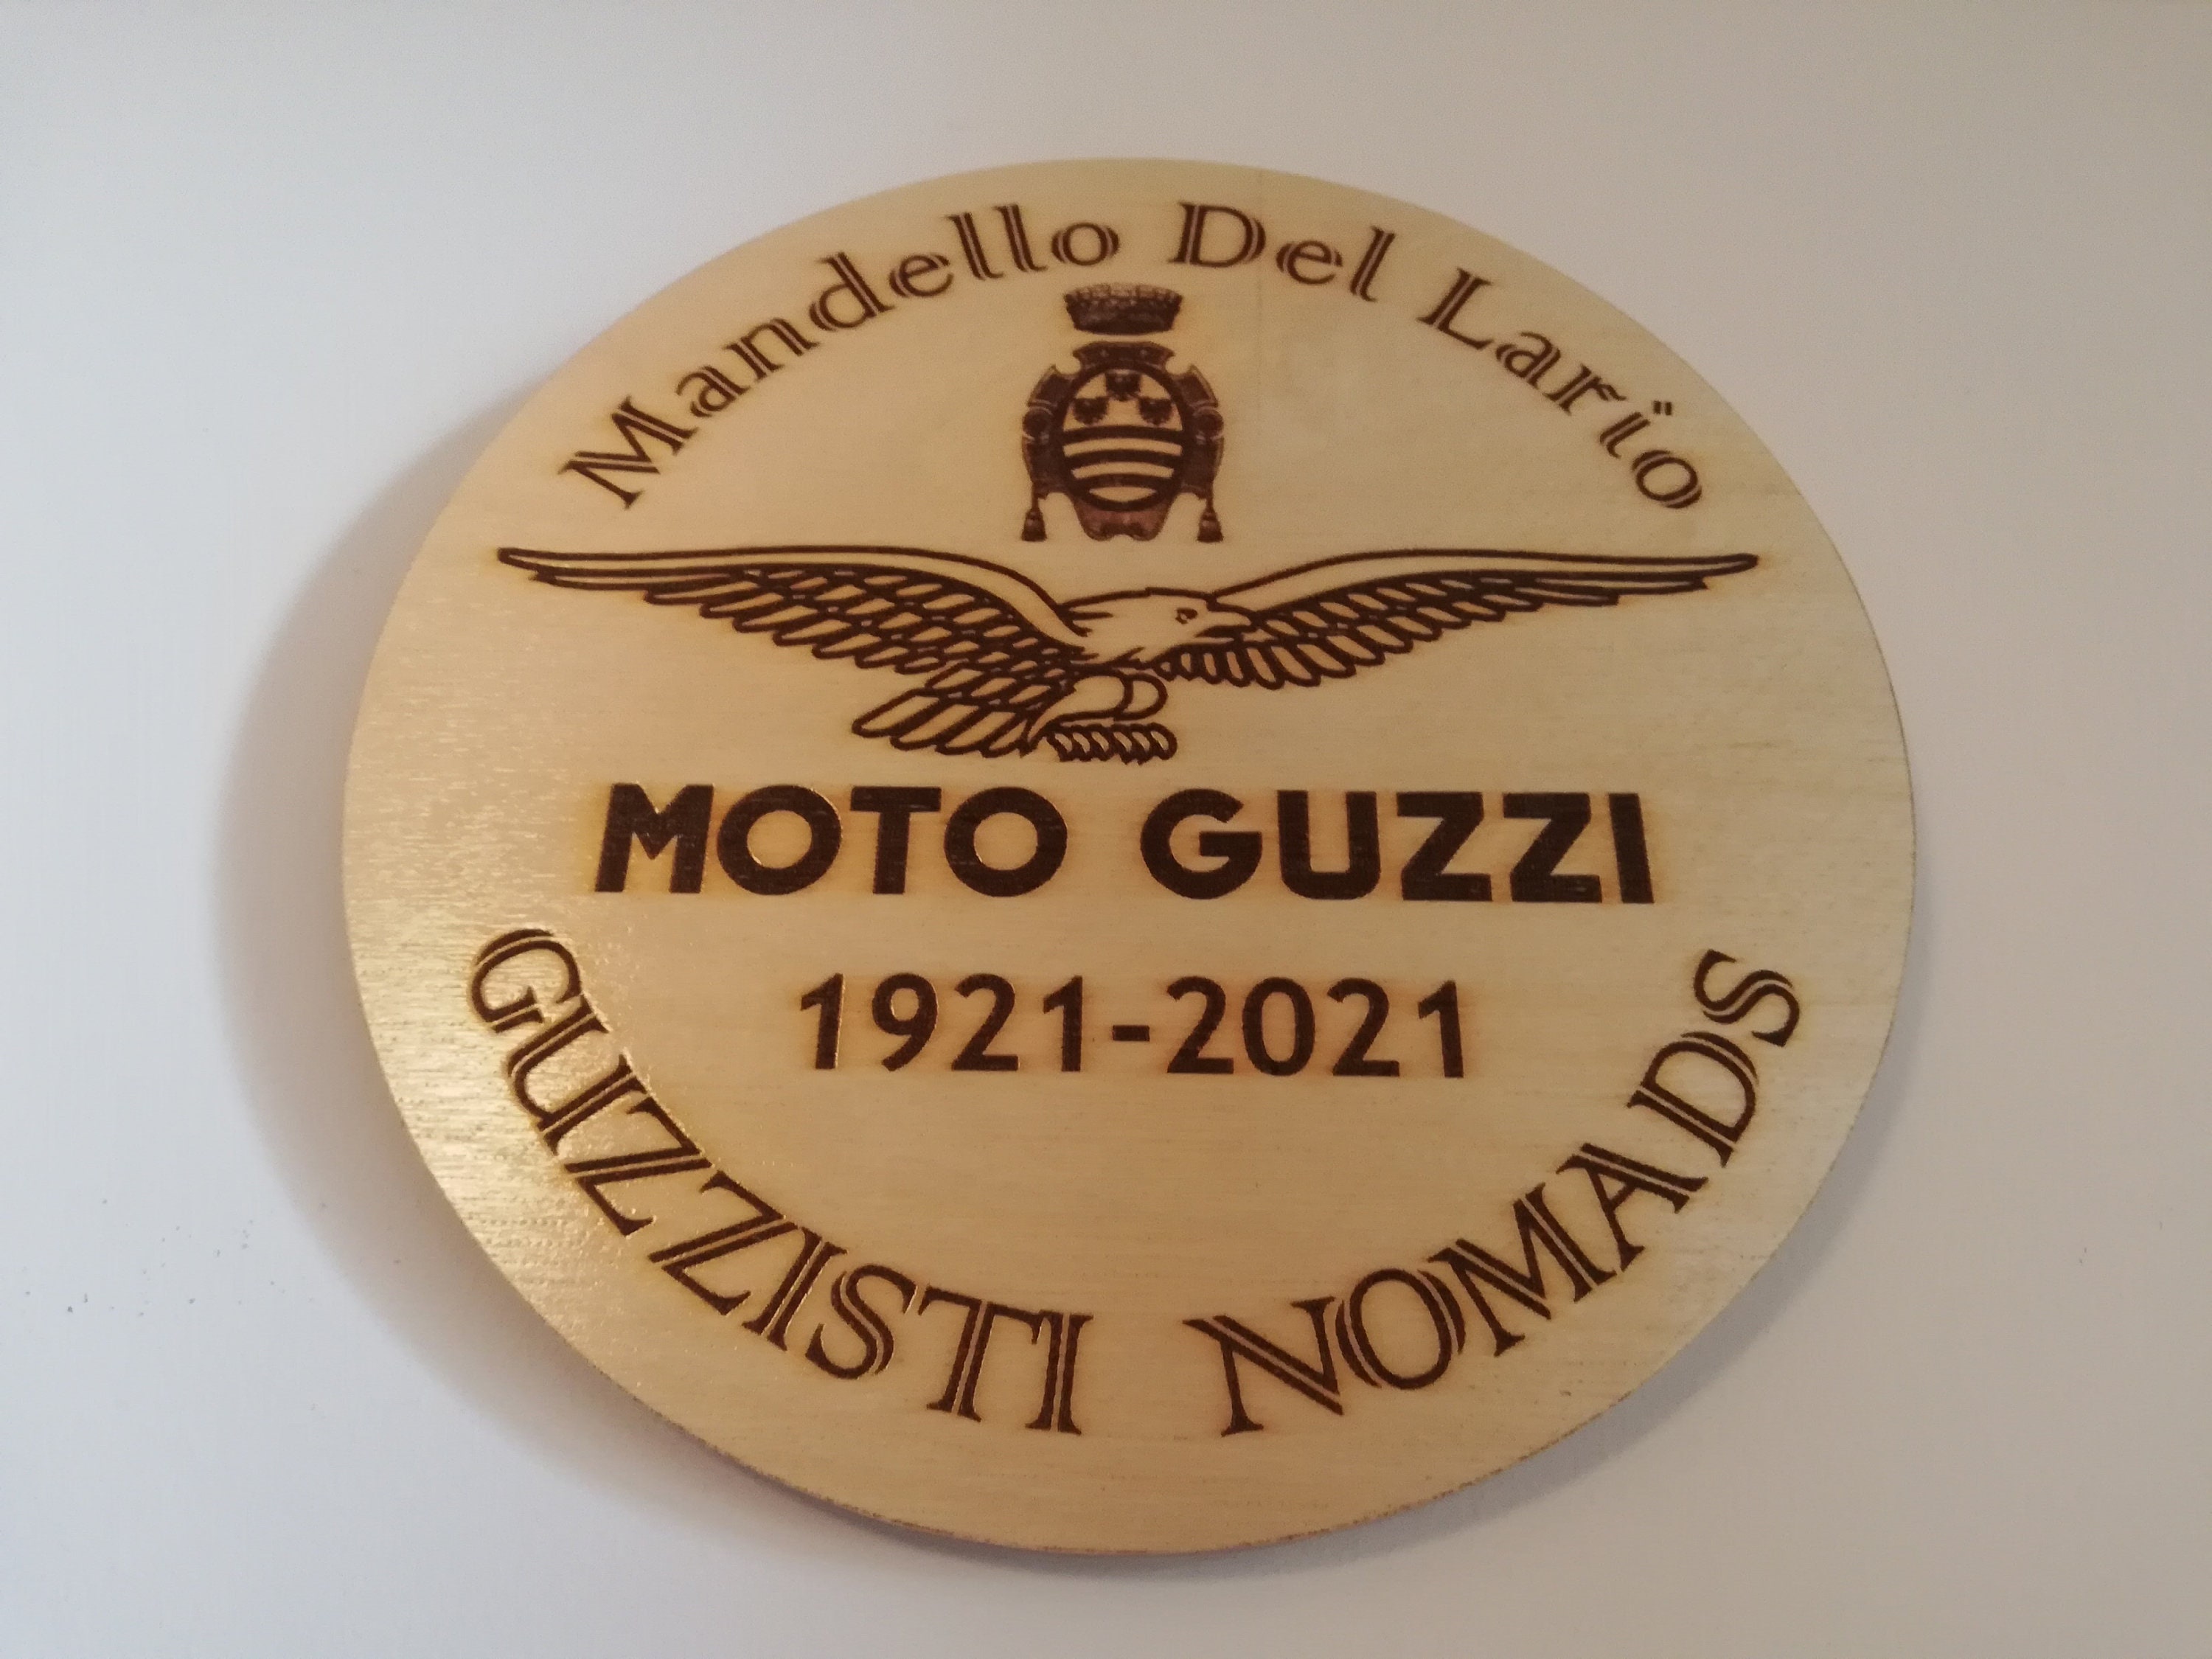 Mandello Del Lario
MOTO GUZZI
1921-2021
GUZZISTI NOMADS